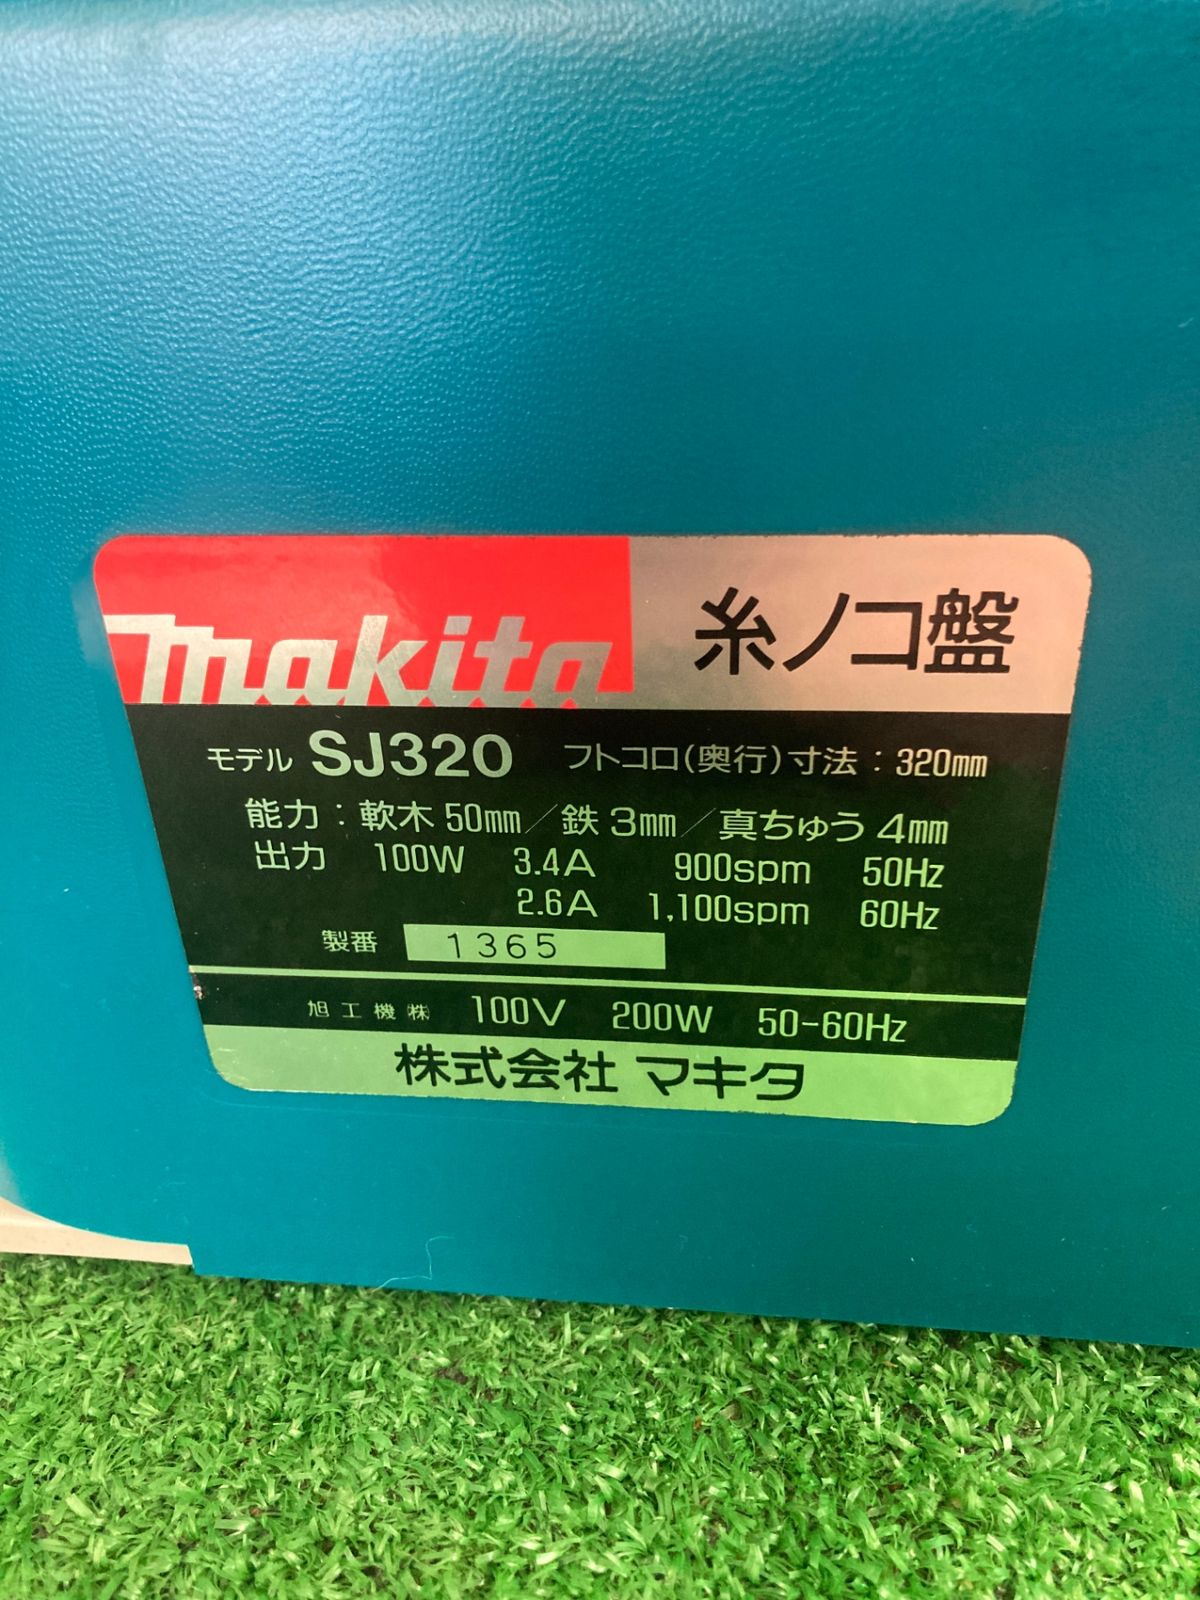 makita 糸ノコ盤
モデル SJ320 フトコロ(奥行)寸法：320mm
能力：軟木 50mm／鉄 3mm／真ちゅう 4mm
出力 100W 3.4A 900spm 50Hz
2.6A 1,100spm 60Hz
製番 1365
旭工機㈱ 100V 200W 50-60Hz
株式会社 マキタ